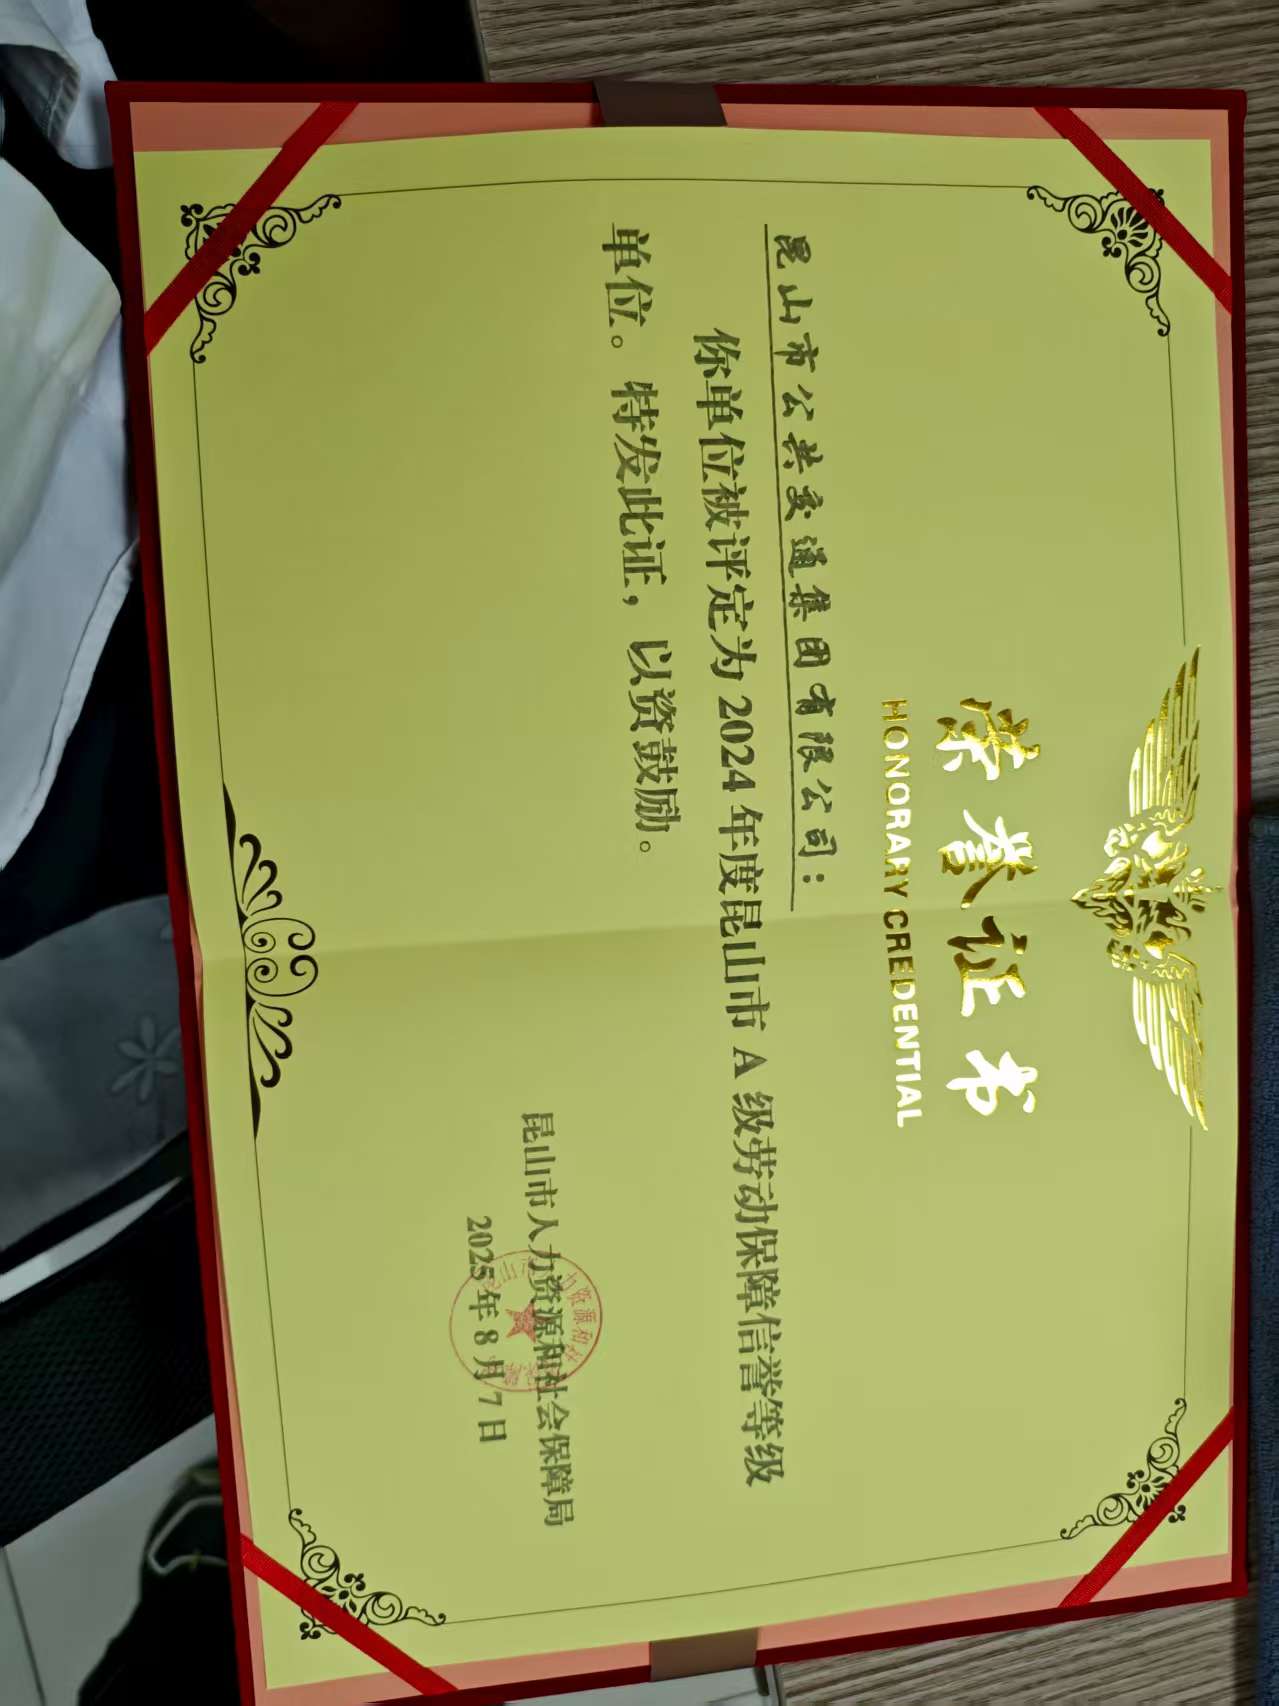 荣誉证书
HONORARY CREDENTIAL
昆山市公共交通集团有限公司：
你单位被评定为2024年度昆山市A级劳动保障信誉等级
单位。特发此证，以资鼓励。
昆山市人力资源和社会保障局
2025年8月7日